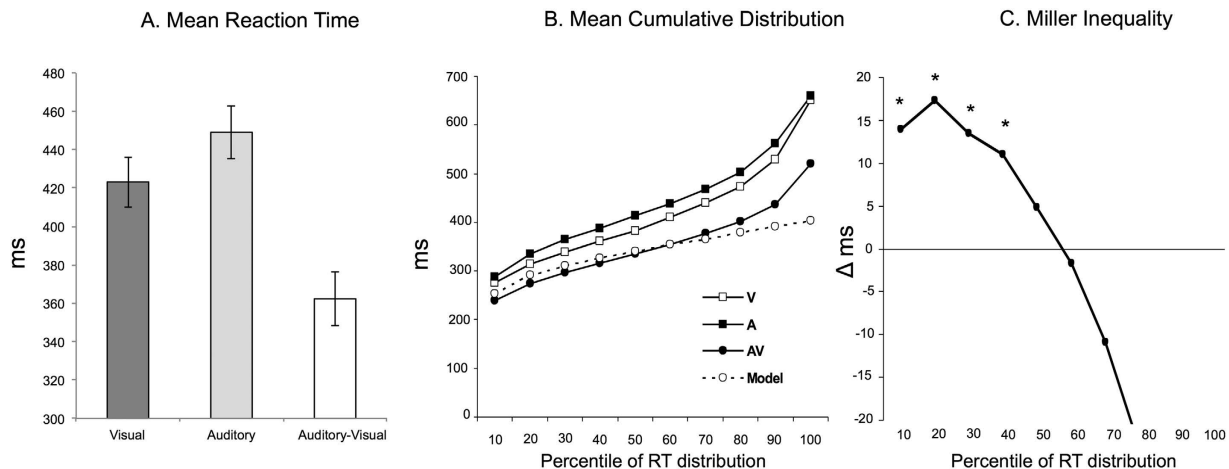 A. Mean Reaction Time
480
460
440
420
400
380
360
340
320
300
ms
Visual
Auditory
Auditory-Visual
B. Mean Cumulative Distribution
700
600
500
400
300
200
100
0
ms
V
A
AV
Model
10 20 30 40 50 60 70 80 90 100
Percentile of RT distribution
C. Miller Inequality
20
15
10
5
0
-5
-10
-15
-20
Δ ms
* * * *
10 20 30 40 50 60 70 80 90 100
Percentile of RT distribution